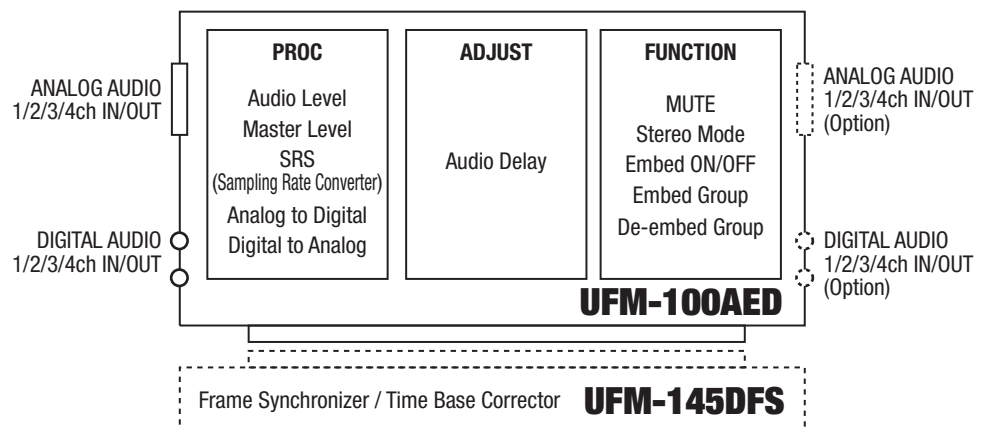 ANALOG AUDIO
1/2/3/4ch IN/OUT
DIGITAL AUDIO
1/2/3/4ch IN/OUT
PROC
Audio Level
Master Level
SRS
(Sampling Rate Converter)
Analog to Digital
Digital to Analog
ADJUST
Audio Delay
FUNCTION
MUTE
Stereo Mode
Embed ON/OFF
Embed Group
De-embed Group
ANALOG AUDIO
1/2/3/4ch IN/OUT
(Option)
DIGITAL AUDIO
1/2/3/4ch IN/OUT
(Option)
UFM-100AED
Frame Synchronizer / Time Base Corrector UFM-145DFS